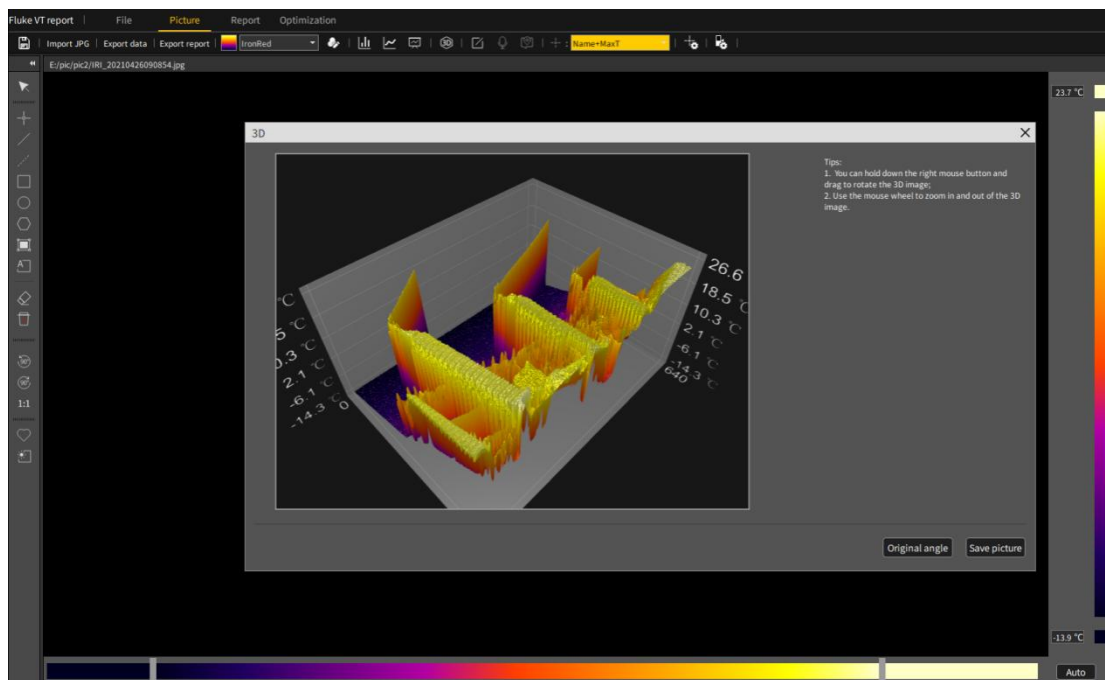 Fluke VT report | File Picture Report Optimization
Import JPG | Export data | Export report | IronRed 3D Name+MaxT
E:/pic/pic2/IRI_20210426090854.jpg
23.7 °C
3D
Tips:
1. You can hold down the right mouse button and
drag to rotate the 3D image;
2. Use the mouse wheel to zoom in and out of the 3D
image.
26.6
18.5 °C
10.3 °C
2.1 °C
-6.1 °C
-14.3 °C
640
°C
5 °C
0.3 °C
2.1 °C
-6.1 °C
-14.3 °C
0
A
90°
90°
1:1
Original angle
Save picture
-13.9 °C
Auto